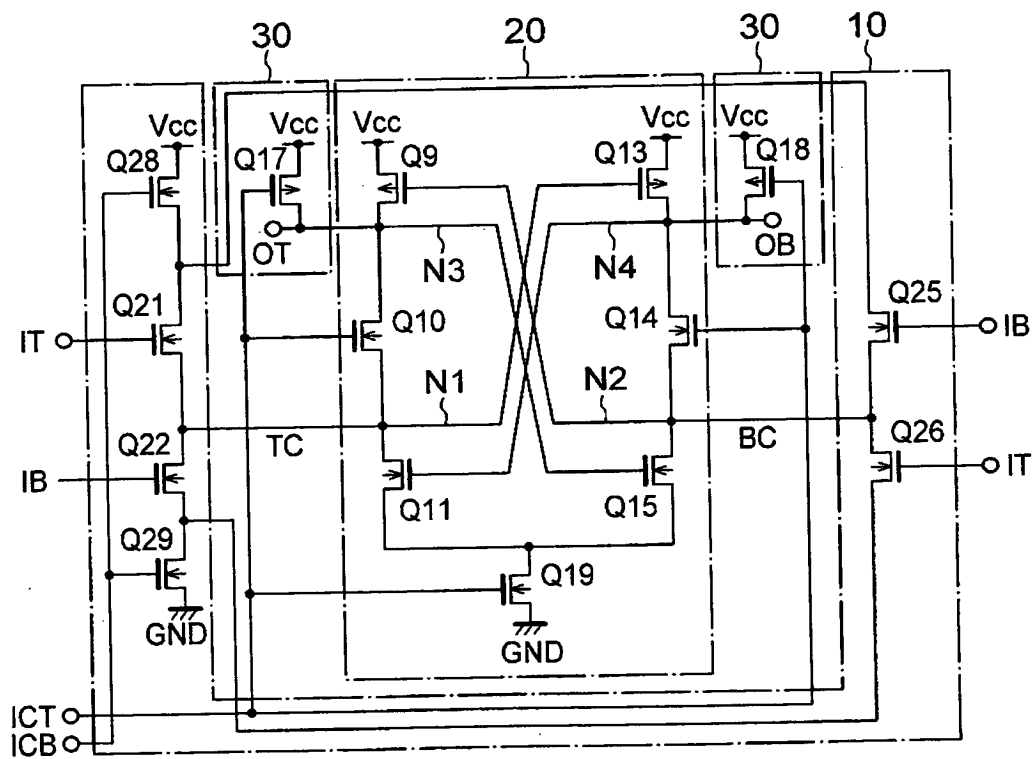 30 20 30 10
Vcc Vcc Vcc Vcc Vcc
Q28 Q17 Q9 Q13 Q18
OT N3 N4 OB
Q21 Q10 Q14 Q25
IT IB
N1 N2
Q22 TC BC Q26
IB IT
Q11 Q15
Q29 Q19
GND GND
ICT
ICB